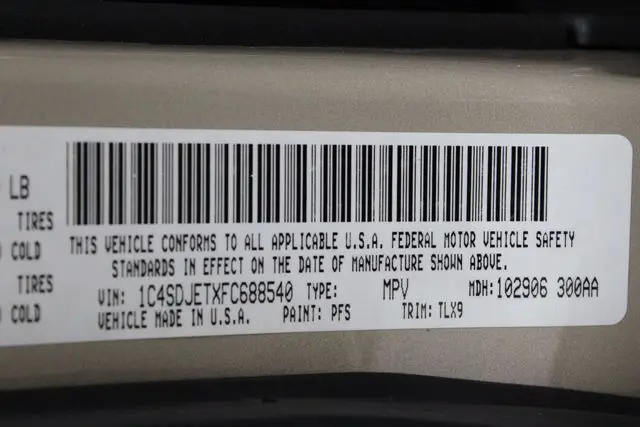 LB
TIRES
COLD
TIRES
COLD
THIS VEHICLE CONFORMS TO ALL APPLICABLE U.S.A. FEDERAL MOTOR VEHICLE SAFETY
STANDARDS IN EFFECT ON THE DATE OF MANUFACTURE SHOWN ABOVE.
VIN: 1C4SDJETXFC688540 TYPE: MPV MDH: 102906 300AA
VEHICLE MADE IN U.S.A. PAINT: PFS TRIM: TLX9